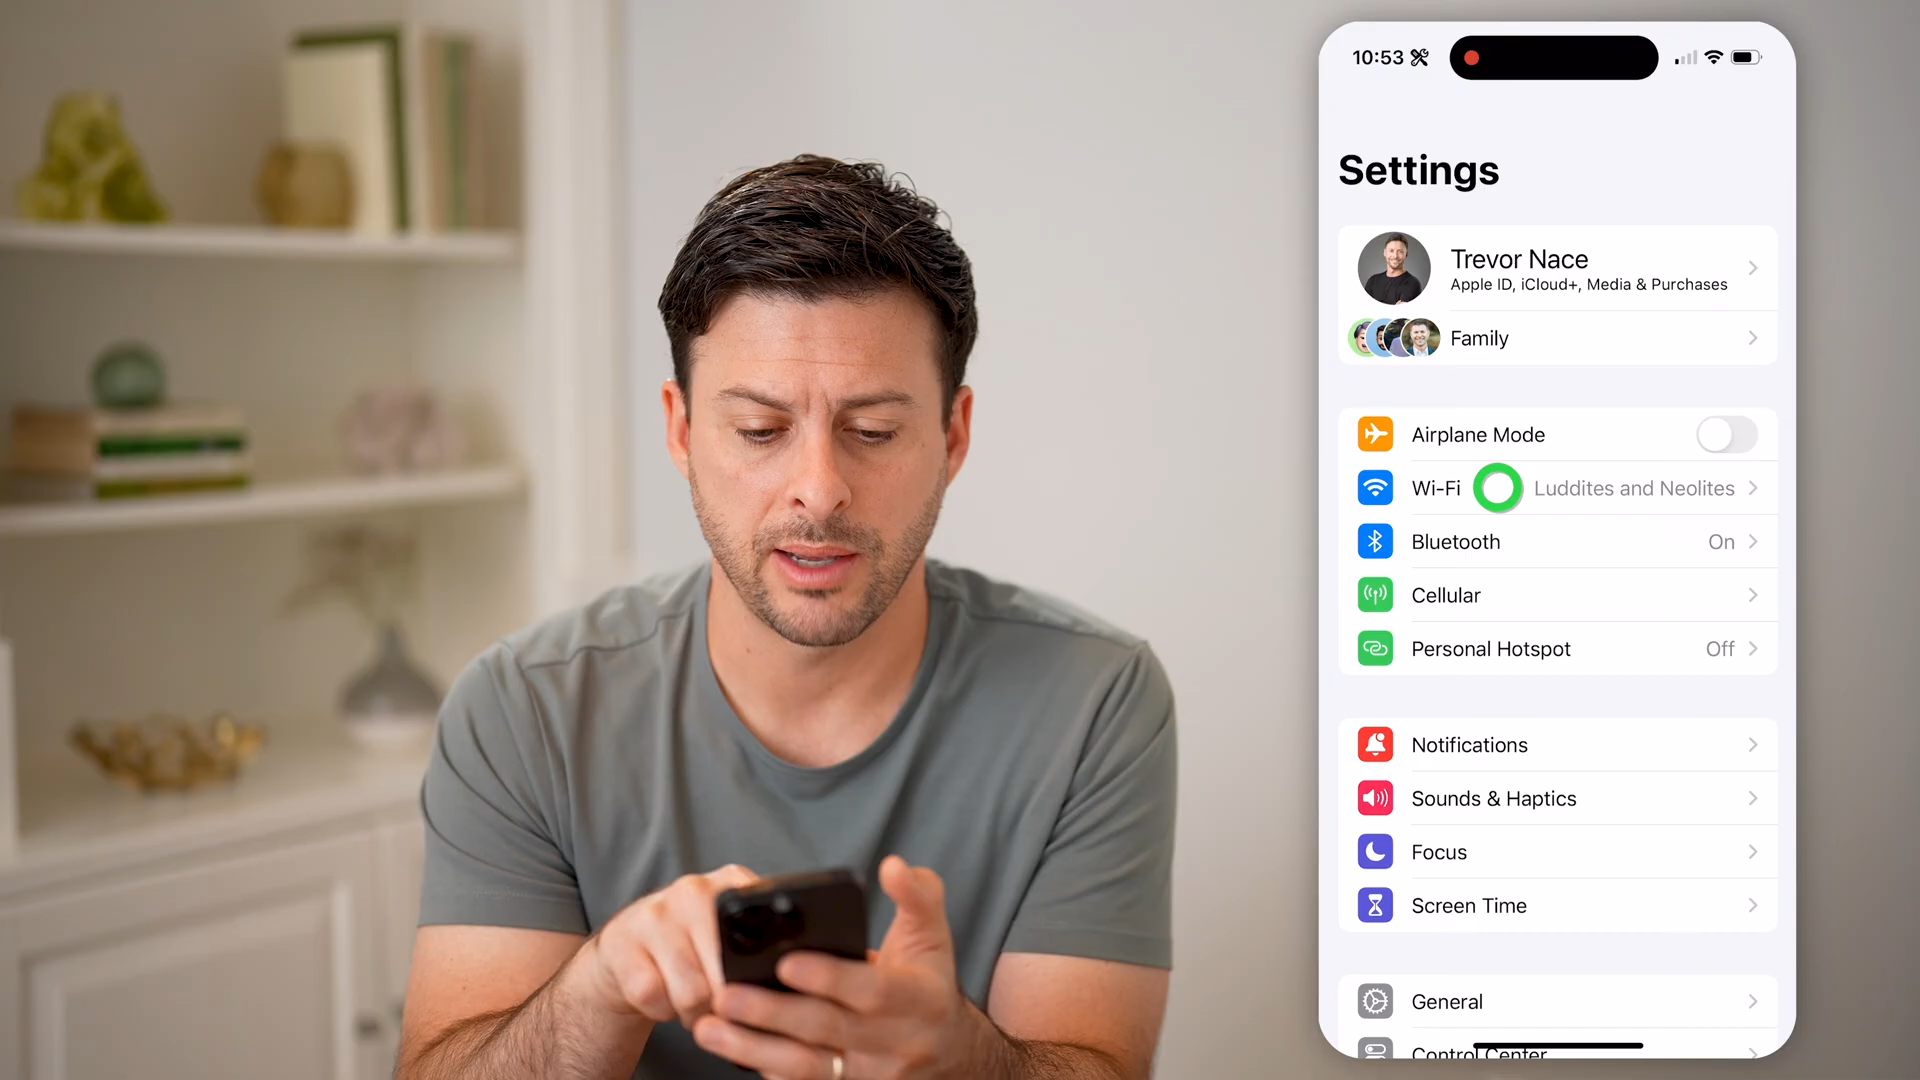 10:53
Settings
Trevor Nace
Apple ID, iCloud+, Media & Purchases
Family
Airplane Mode
Wi-Fi Luddites and Neolites
Bluetooth On
Cellular
Personal Hotspot Off
Notifications
Sounds & Haptics
Focus
Screen Time
General
Control Center